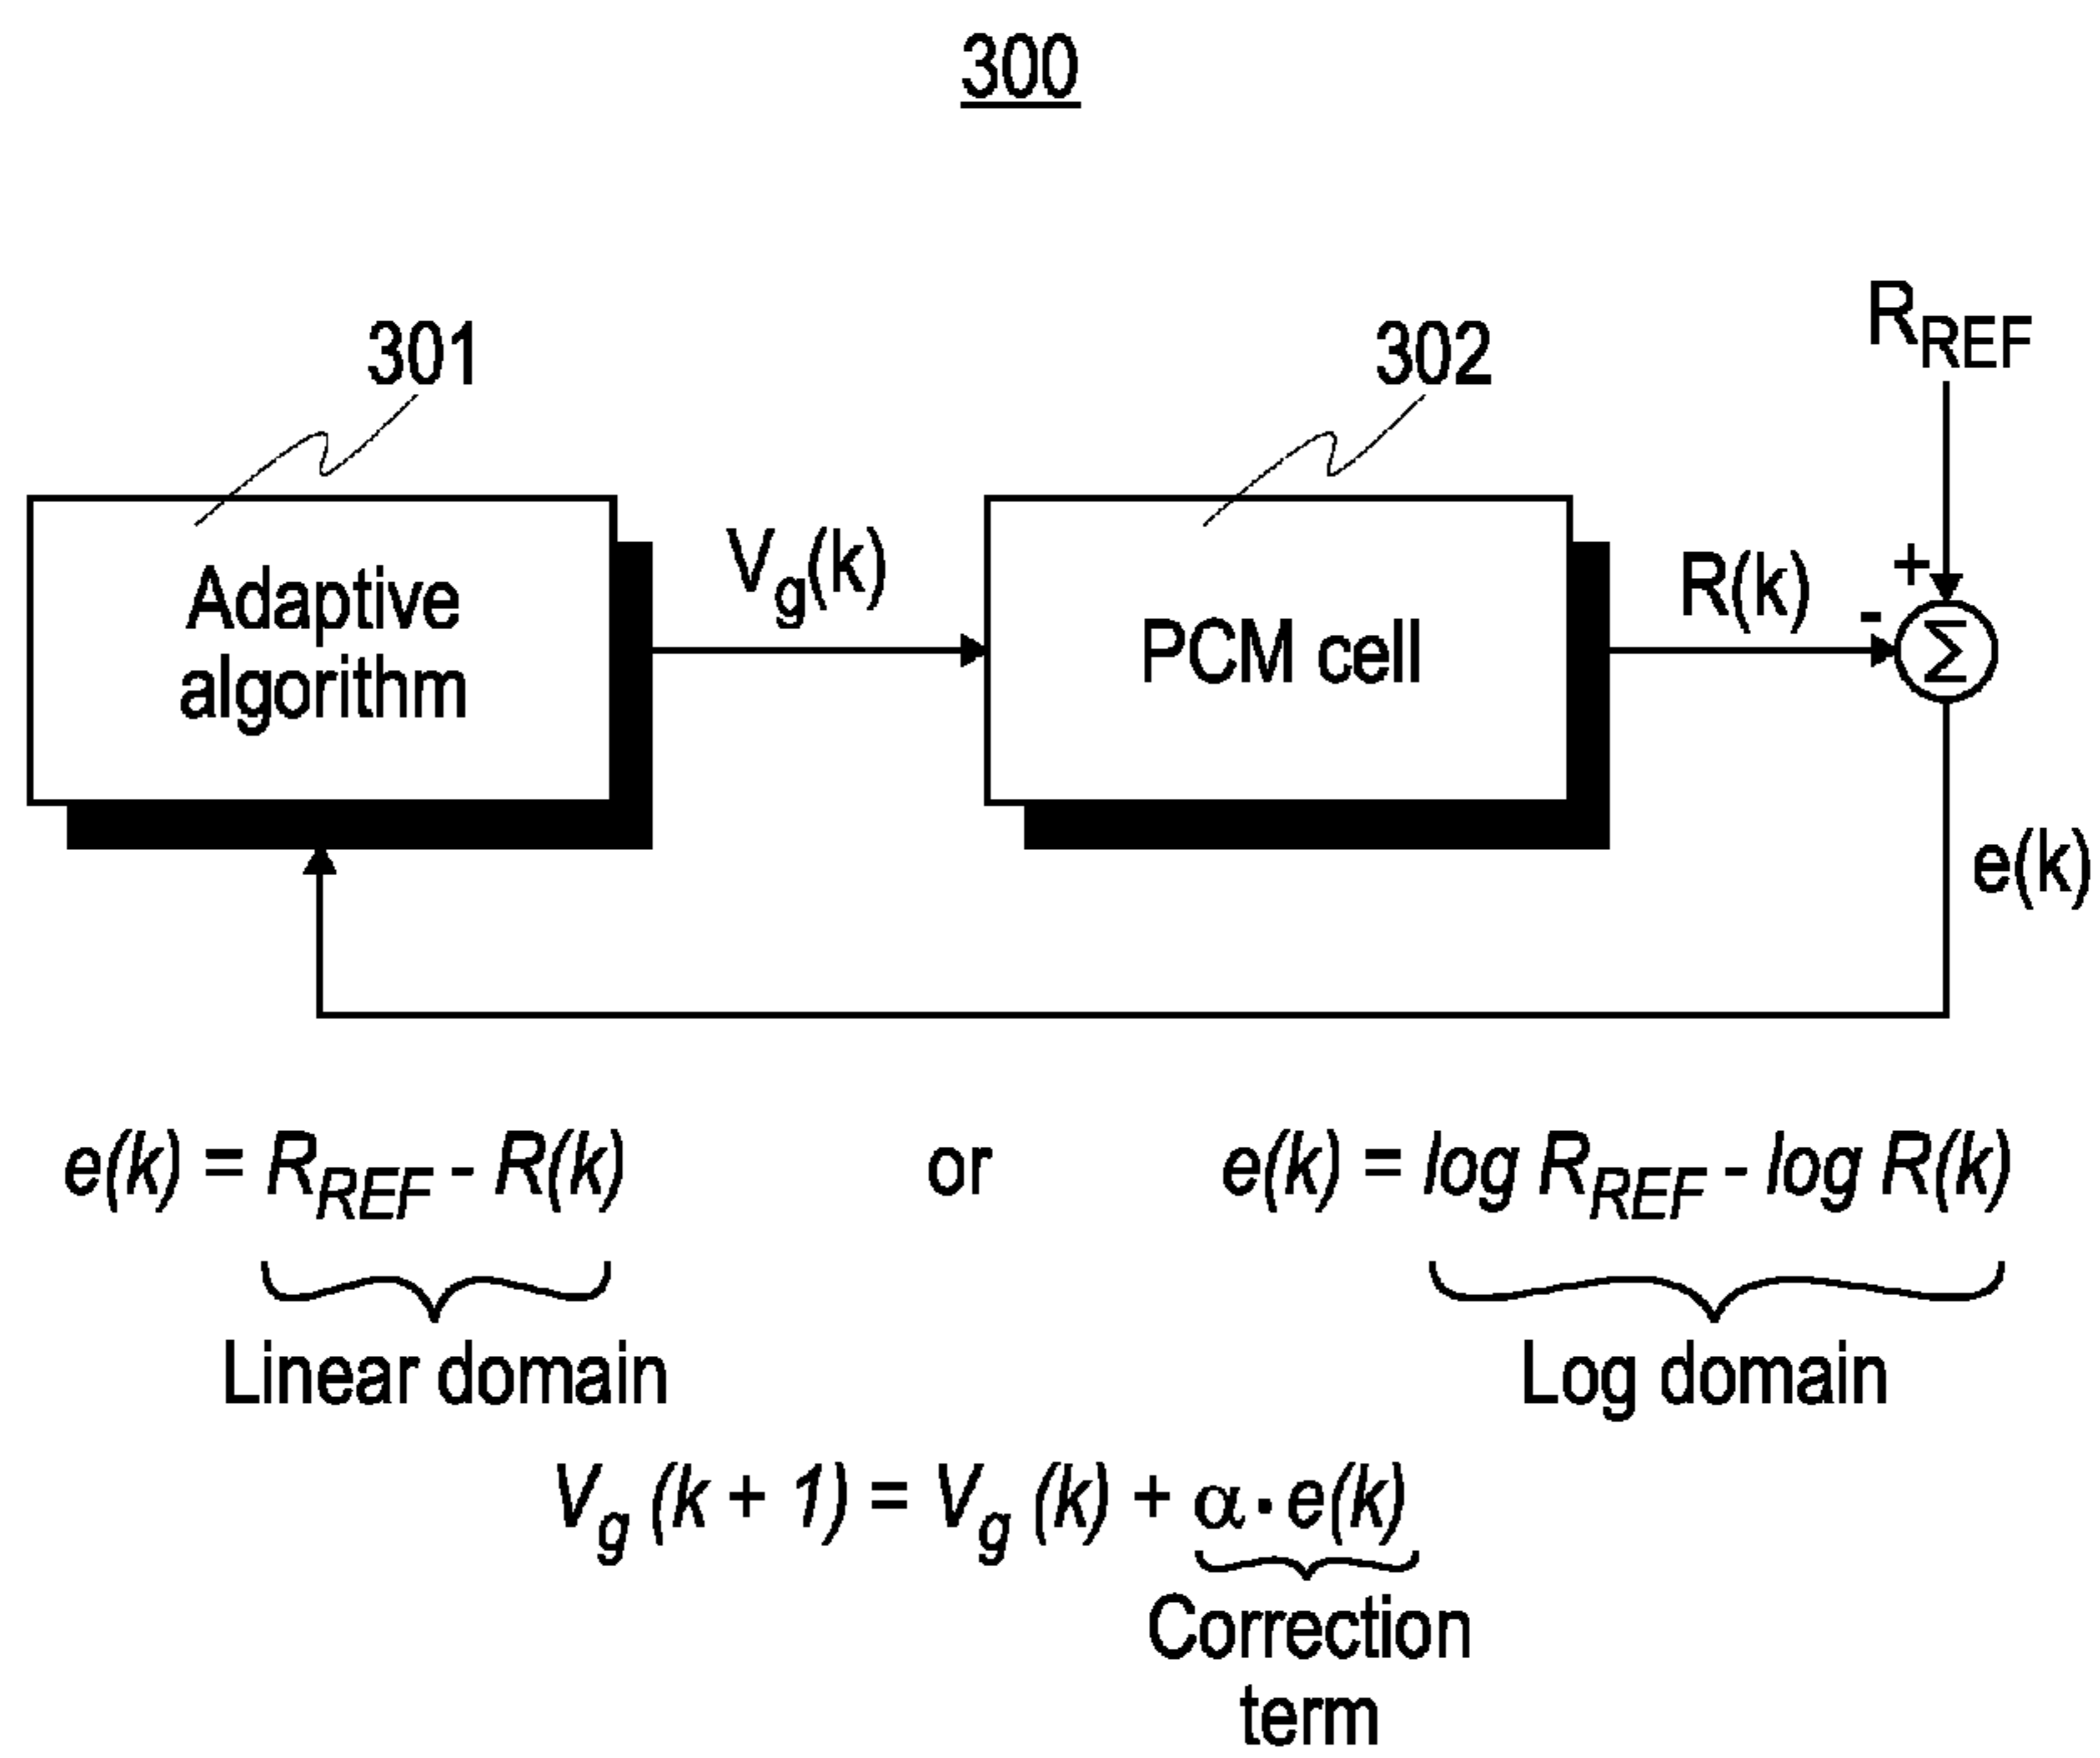 300
301
302
R_REF
Adaptive
algorithm
V_g(k)
PCM cell
R(k)
+
-
Σ
e(k)
e(k) = R_REF - R(k) or e(k) = log R_REF - log R(k)
Linear domain
Log domain
V_g (k + 1) = V_g (k) + α · e(k)
Correction
term